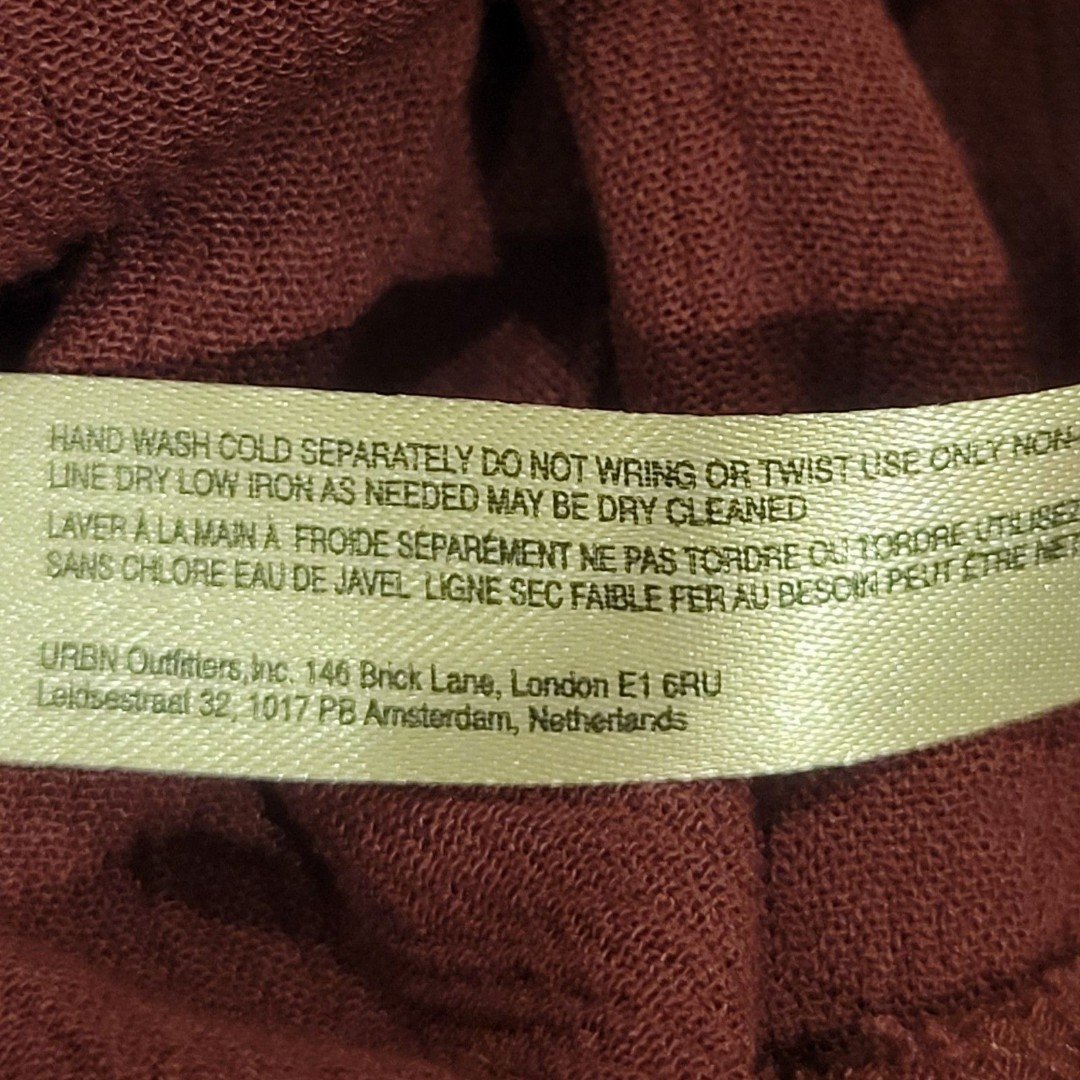 HAND WASH COLD SEPARATELY DO NOT WRING OR TWIST USE ONLY NON-
LINE DRY LOW IRON AS NEEDED MAY BE DRY CLEANED
LAVER À LA MAIN À FROIDE SÉPARÉMENT NE PAS TORDRE OU TORDRE UTILISEZ
SANS CHLORE EAU DE JAVEL LIGNE SEC FAIBLE FER AU BESOIN PEUT ÊTRE NET
URBN Outfitters, Inc. 146 Brick Lane, London E1 6RU
Leidsestraat 32, 1017 PB Amsterdam, Netherlands